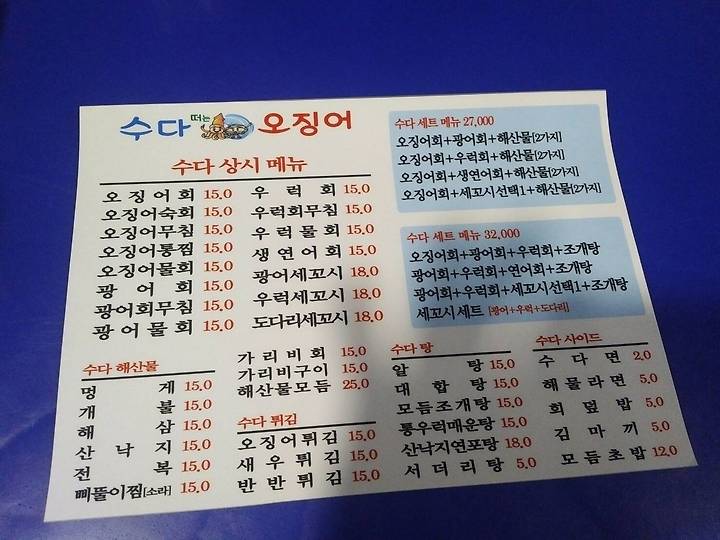 수다 떠는 오징어
수다 상시 메뉴
오징어회 15.0
오징어숙회 15.0
오징어무침 15.0
오징어통찜 15.0
오징어물회 15.0
광어회 15.0
광어회무침 15.0
광어물회 15.0
우럭회 15.0
우럭회무침 15.0
우럭물회 15.0
생연어회 15.0
광어세꼬시 18.0
우럭세꼬시 18.0
도다리세꼬시 18.0
수다 세트 메뉴 27,000
오징어회+광어회+해산물[2가지]
오징어회+우럭회+해산물[2가지]
오징어회+생연어회+해산물[2가지]
오징어회+세꼬시선택1+해산물[2가지]
수다 세트 메뉴 32,000
오징어회+광어회+우럭회+조개탕
광어회+우럭회+연어회+조개탕
광어회+우럭회+세꼬시선택1+조개탕
세꼬시세트 [광어+우럭+도다리]
수다 해산물
멍게 15.0
개불 15.0
해삼 15.0
산낙지 15.0
전복 15.0
삐뚤이찜[소라] 15.0
가리비회 15.0
가리비구이 15.0
해산물모듬 25.0
수다 튀김
오징어튀김 15.0
새우튀김 15.0
반반튀김 15.0
수다 탕
알탕 15.0
대합탕 15.0
모듬조개탕 15.0
통우럭매운탕 15.0
산낙지연포탕 18.0
서더리탕 5.0
수다 사이드
수다면 2.0
해물라면 5.0
회덮밥 5.0
김마끼 5.0
모듬초밥 12.0